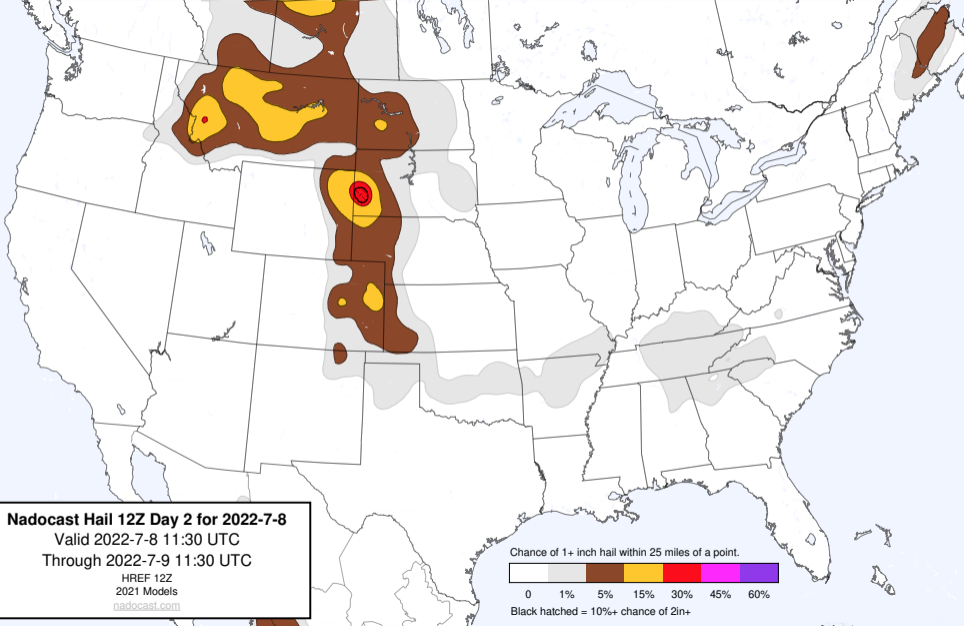 Nadocast Hail 12Z Day 2 for 2022-7-8
Valid 2022-7-8 11:30 UTC
Through 2022-7-9 11:30 UTC
HREF 12Z
2021 Models
nadocast.com
Chance of 1+ inch hail within 25 miles of a point.
0 1% 5% 15% 30% 45% 60%
Black hatched = 10%+ chance of 2in+